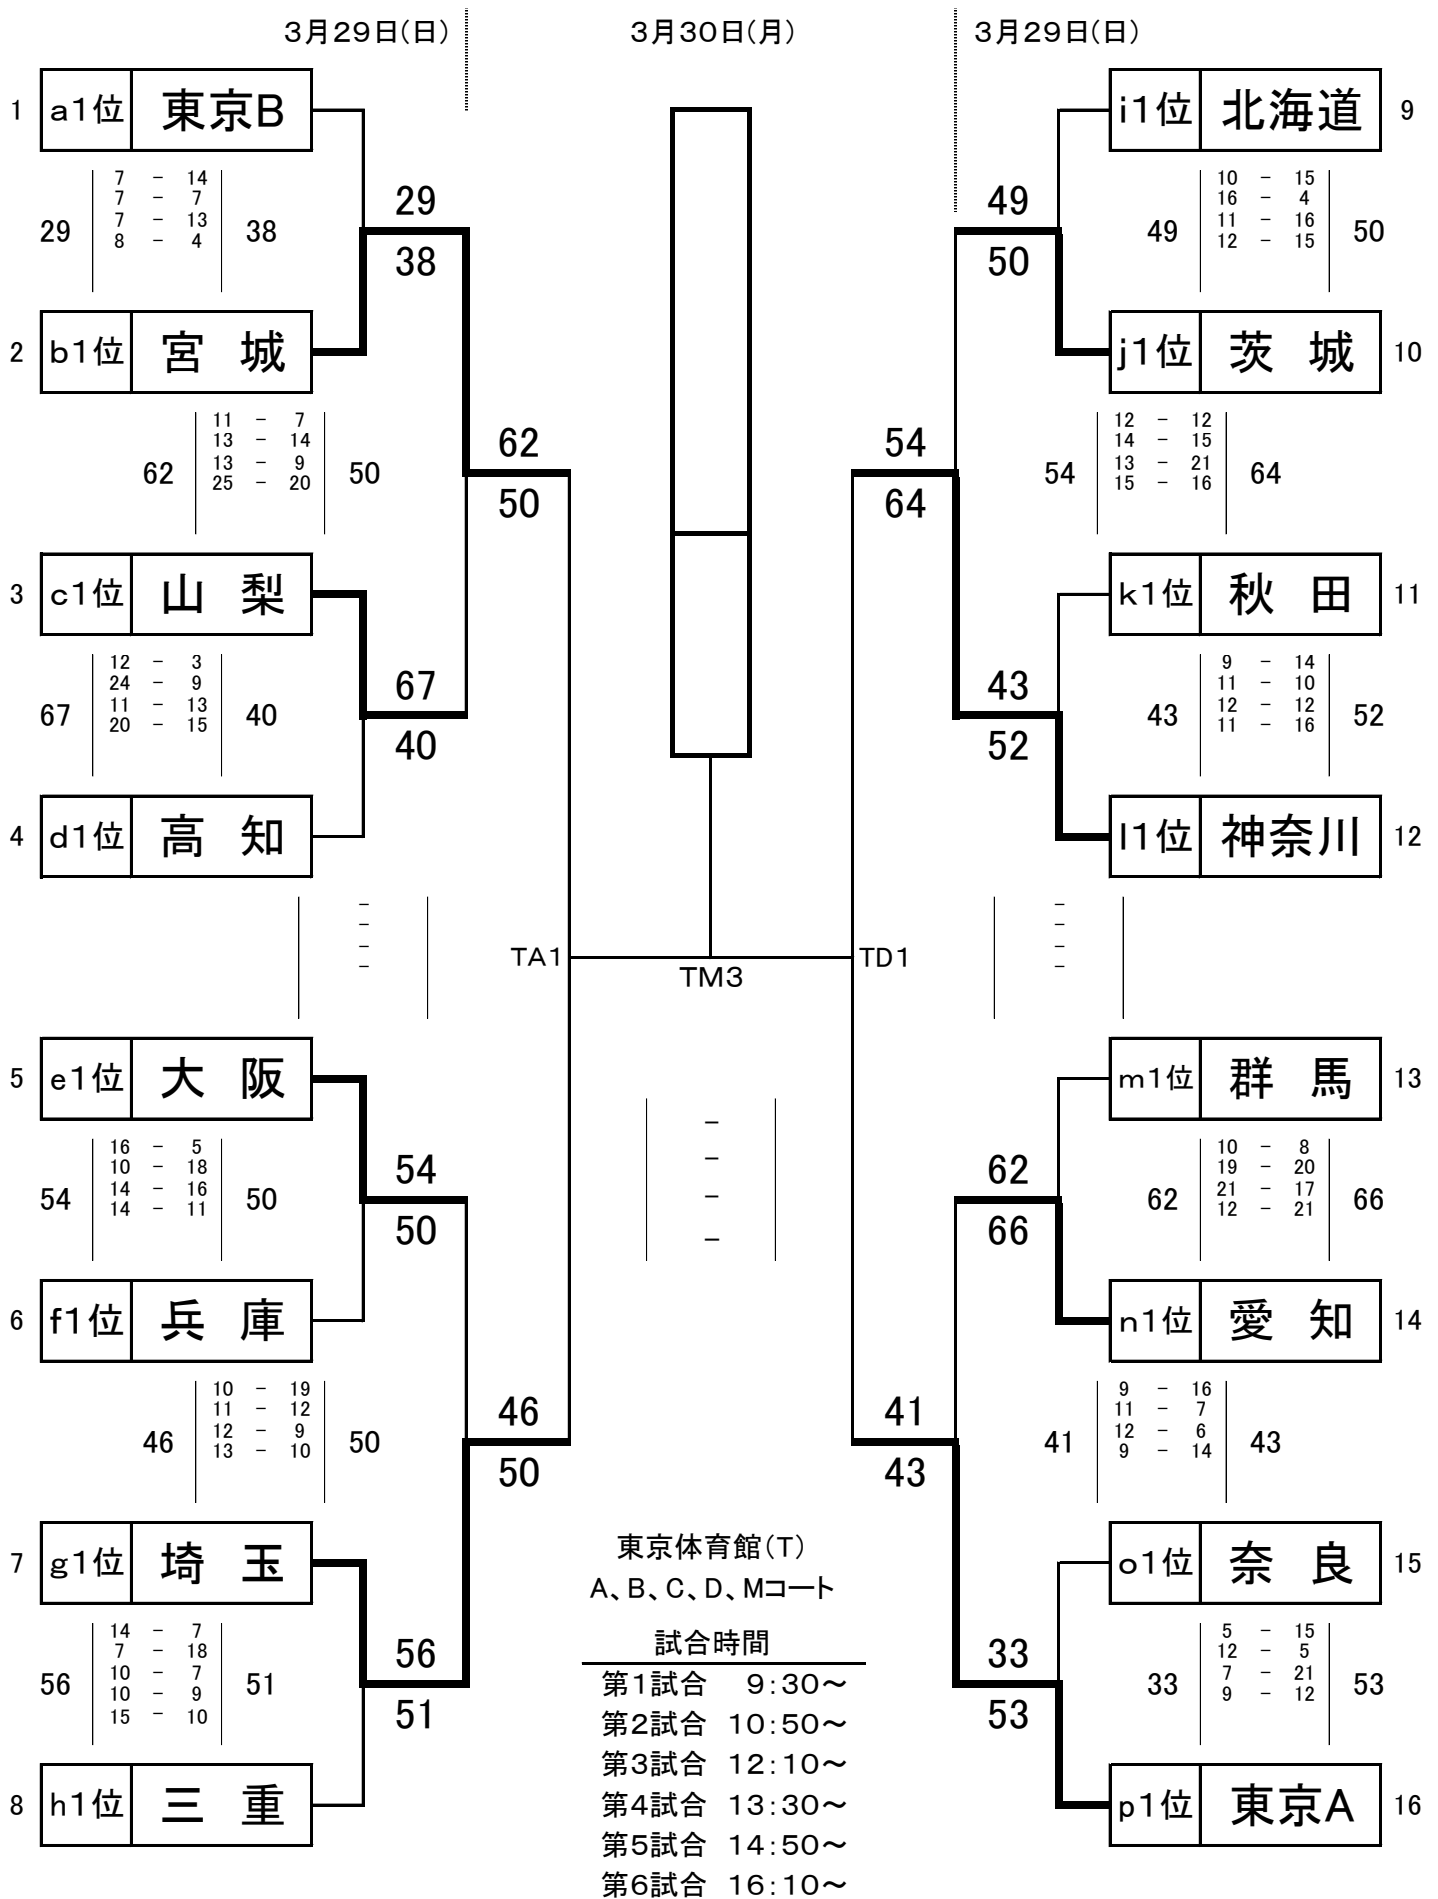 3月29日(日)
3月30日(月)
3月29日(日)
1 a1位 東京B
7 － 14
7 － 7
29 7 － 13 38
8 － 4
29
38
2 b1位 宮 城
11 － 7
13 － 14
62 13 － 9 50
25 － 20
62
50
3 c1位 山 梨
12 － 3
24 － 9
67 11 － 13 40
20 － 15
67
40
4 d1位 高 知
－
－
－
－
TA1
5 e1位 大 阪
16 － 5
10 － 18
54 14 － 16 50
14 － 11
54
50
6 f1位 兵 庫
10 － 19
11 － 12
46 12 － 9 50
13 － 10
46
50
7 g1位 埼 玉
14 － 7
7 － 18
56 10 － 7 51
10 － 9
15 － 10
56
51
8 h1位 三 重
TM3
－
－
－
－
i1位 北海道 9
10 － 15
16 － 4
49 11 － 16 50
12 － 15
49
50
j1位 茨 城 10
12 － 12
14 － 15
54 13 － 21 64
15 － 16
54
64
k1位 秋 田 11
9 － 14
11 － 10
43 12 － 12 52
11 － 16
43
52
l1位 神奈川 12
－
－
－
－
TD1
m1位 群 馬 13
10 － 8
19 － 20
62 21 － 17 66
12 － 21
62
66
n1位 愛 知 14
9 － 16
11 － 7
41 12 － 6 43
9 － 14
41
43
o1位 奈 良 15
5 － 15
12 － 5
33 7 － 21 53
9 － 12
33
53
p1位 東京A 16
東京体育館(T)
A、B、C、D、Mコート
試合時間
第1試合 9:30～
第2試合 10:50～
第3試合 12:10～
第4試合 13:30～
第5試合 14:50～
第6試合 16:10～